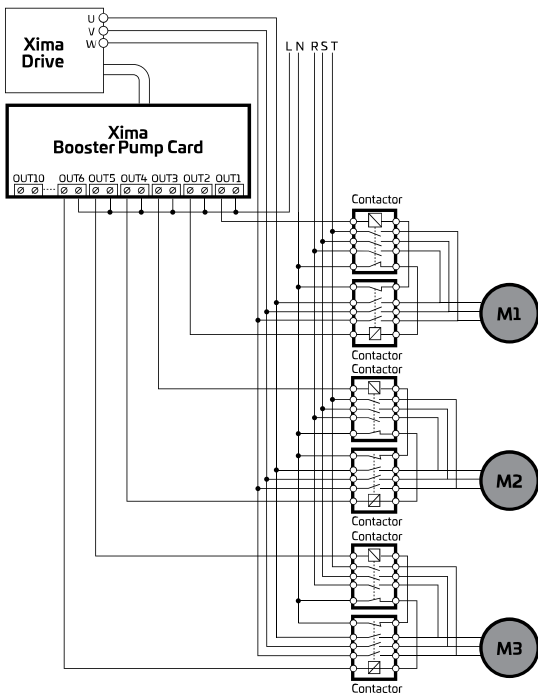 U
V
W
Xima
Drive
L N R S T
Xima
Booster Pump Card
OUT10 OUT6 OUT5 OUT4 OUT3 OUT2 OUT1
Contactor
M1
Contactor
Contactor
M2
Contactor
Contactor
M3
Contactor